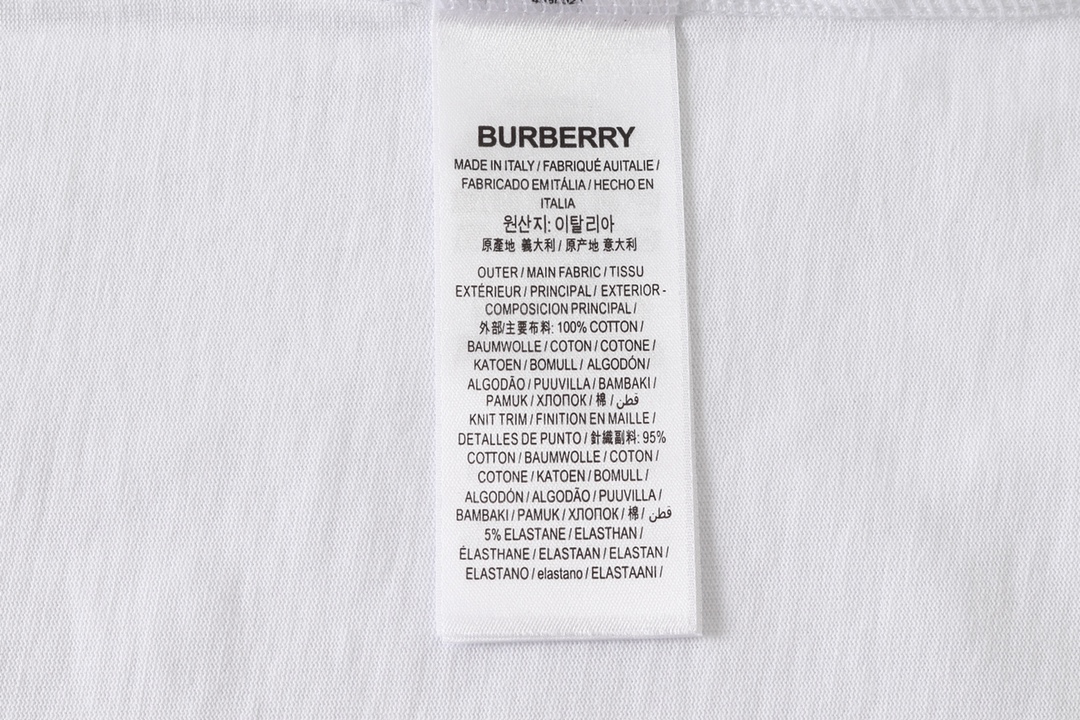 BURBERRY
MADE IN ITALY / FABRIQUÉ AUITALIE /
FABRICADO EM ITÁLIA / HECHO EN
ITALIA
원산지: 이탈리아
原產地 義大利 / 原产地 意大利
OUTER / MAIN FABRIC / TISSU
EXTÉRIEUR / PRINCIPAL / EXTERIOR -
COMPOSICION PRINCIPAL /
外部/主要布料: 100% COTTON /
BAUMWOLLE / COTON / COTONE /
KATOEN / BOMULL / ALGODÓN /
ALGODÃO / PUUVILLA / BAMBAKI /
PAMUK / ХЛОПОК / 棉 / قطن
KNIT TRIM / FINITION EN MAILLE /
DETALLES DE PUNTO / 針織副料: 95%
COTTON / BAUMWOLLE / COTON /
COTONE / KATOEN / BOMULL /
ALGODÓN / ALGODÃO / PUUVILLA /
BAMBAKI / PAMUK / ХЛОПОК / 棉 / قطن
5% ELASTANE / ELASTHAN /
ÉLASTHANE / ELASTAAN / ELASTAN /
ELASTANO / elastano / ELASTAANI /